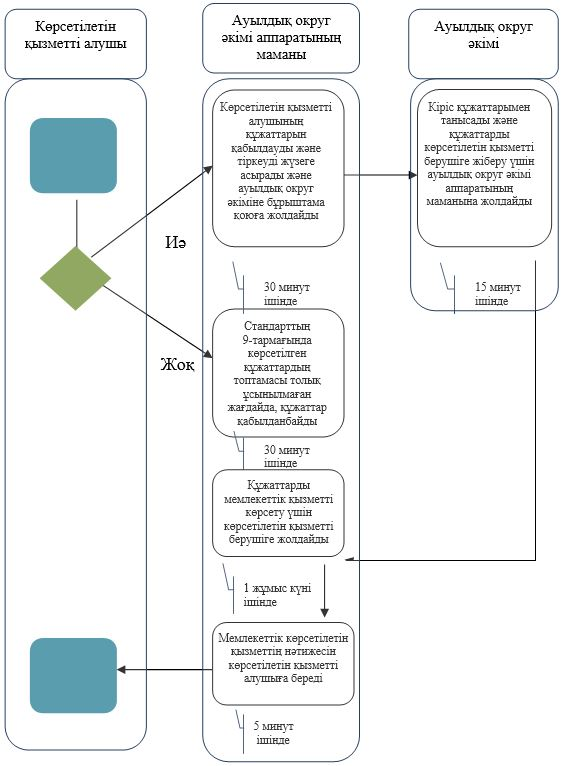 Көрсетілетін
қызметті алушы
Ауылдық округ
әкімі аппаратының
маманы
Ауылдық округ
әкімі
Көрсетілетін қызметті
алушының
құжаттарын
қабылдауды және
тіркеуді жүзеге
асырады және
ауылдық округ
әкіміне бұрыштама
қоюға жолдайды
Кіріс құжаттарымен
танысады және
құжаттарды
көрсетілетін қызметті
берушіге жіберу үшін
ауылдық округ әкімі
аппаратының
маманына жолдайды
Иә
30 минут
ішінде
15 минут
ішінде
Жоқ
Стандарттың
9-тармағында
көрсетілген
құжаттардың
топтамасы толық
ұсынылмаған
жағдайда, құжаттар
қабылданбайды
30 минут
ішінде
Құжаттарды
мемлекеттік қызметті
көрсету үшін
көрсетілетін қызметті
берушіге жолдайды
1 жұмыс күні
ішінде
Мемлекеттік көрсетілетін
қызметтің нәтижесін
көрсетілетін қызметті
алушыға береді
5 минут
ішінде